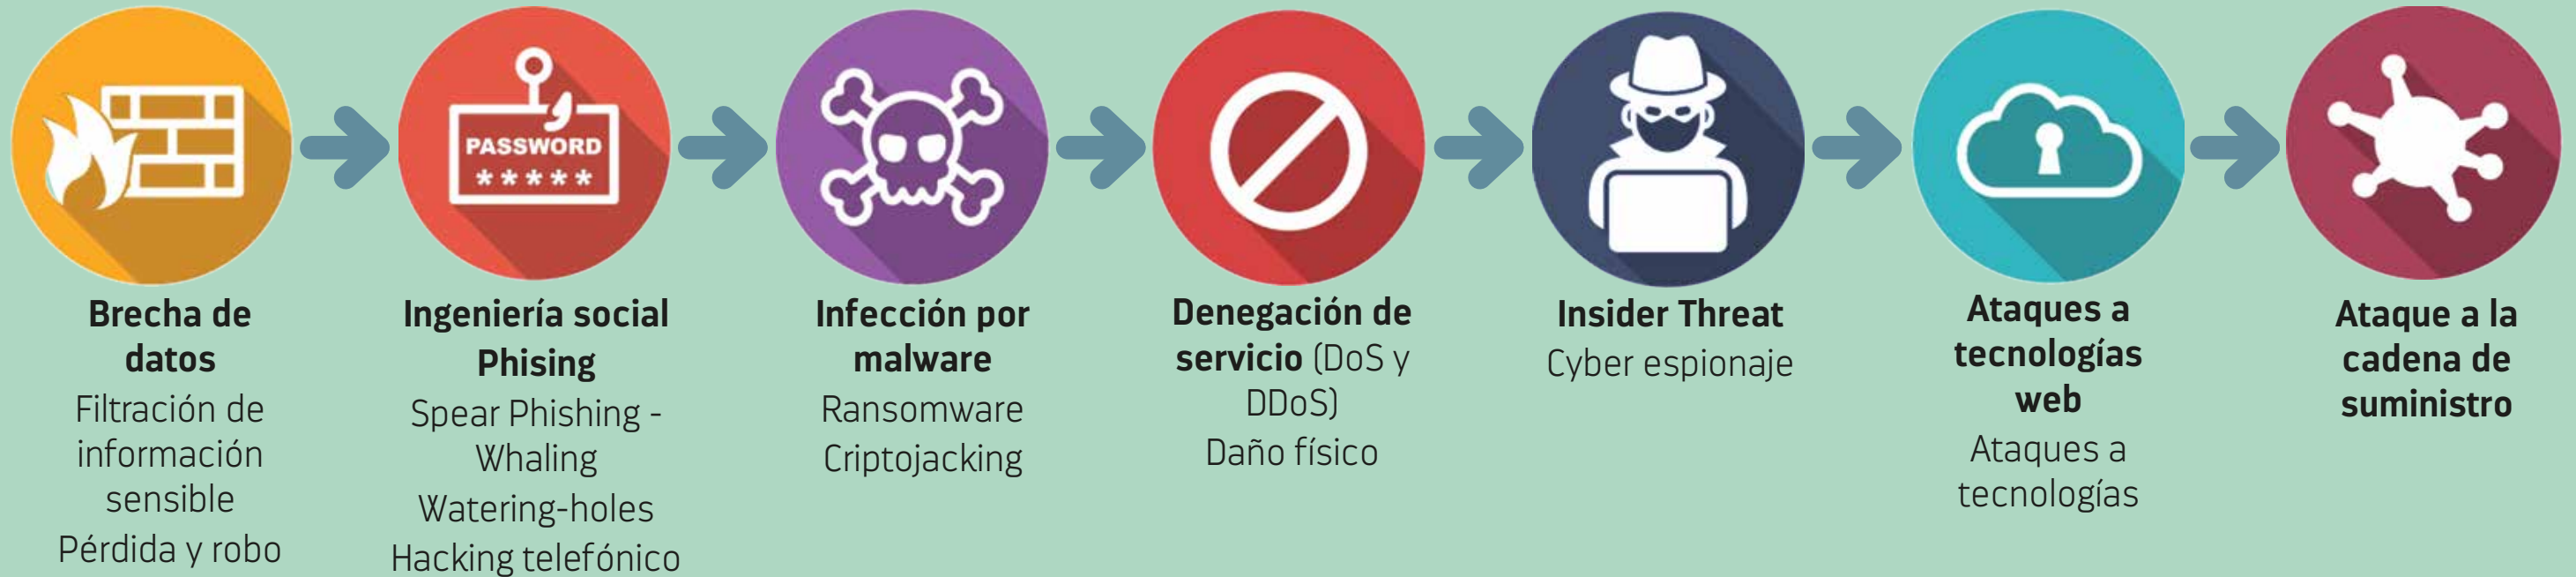 Brecha de
datos
Filtración de
información
sensible
Pérdida y robo
PASSWORD
*****
Ingeniería social
Phising
Spear Phishing -
Whaling
Watering-holes
Hacking telefónico
Infección por
malware
Ransomware
Criptojacking
Denegación de
servicio (DoS y
DDoS)
Daño físico
Insider Threat
Cyber espionaje
Ataques a
tecnologías
web
Ataques a
tecnologías
Ataque a la
cadena de
suministro